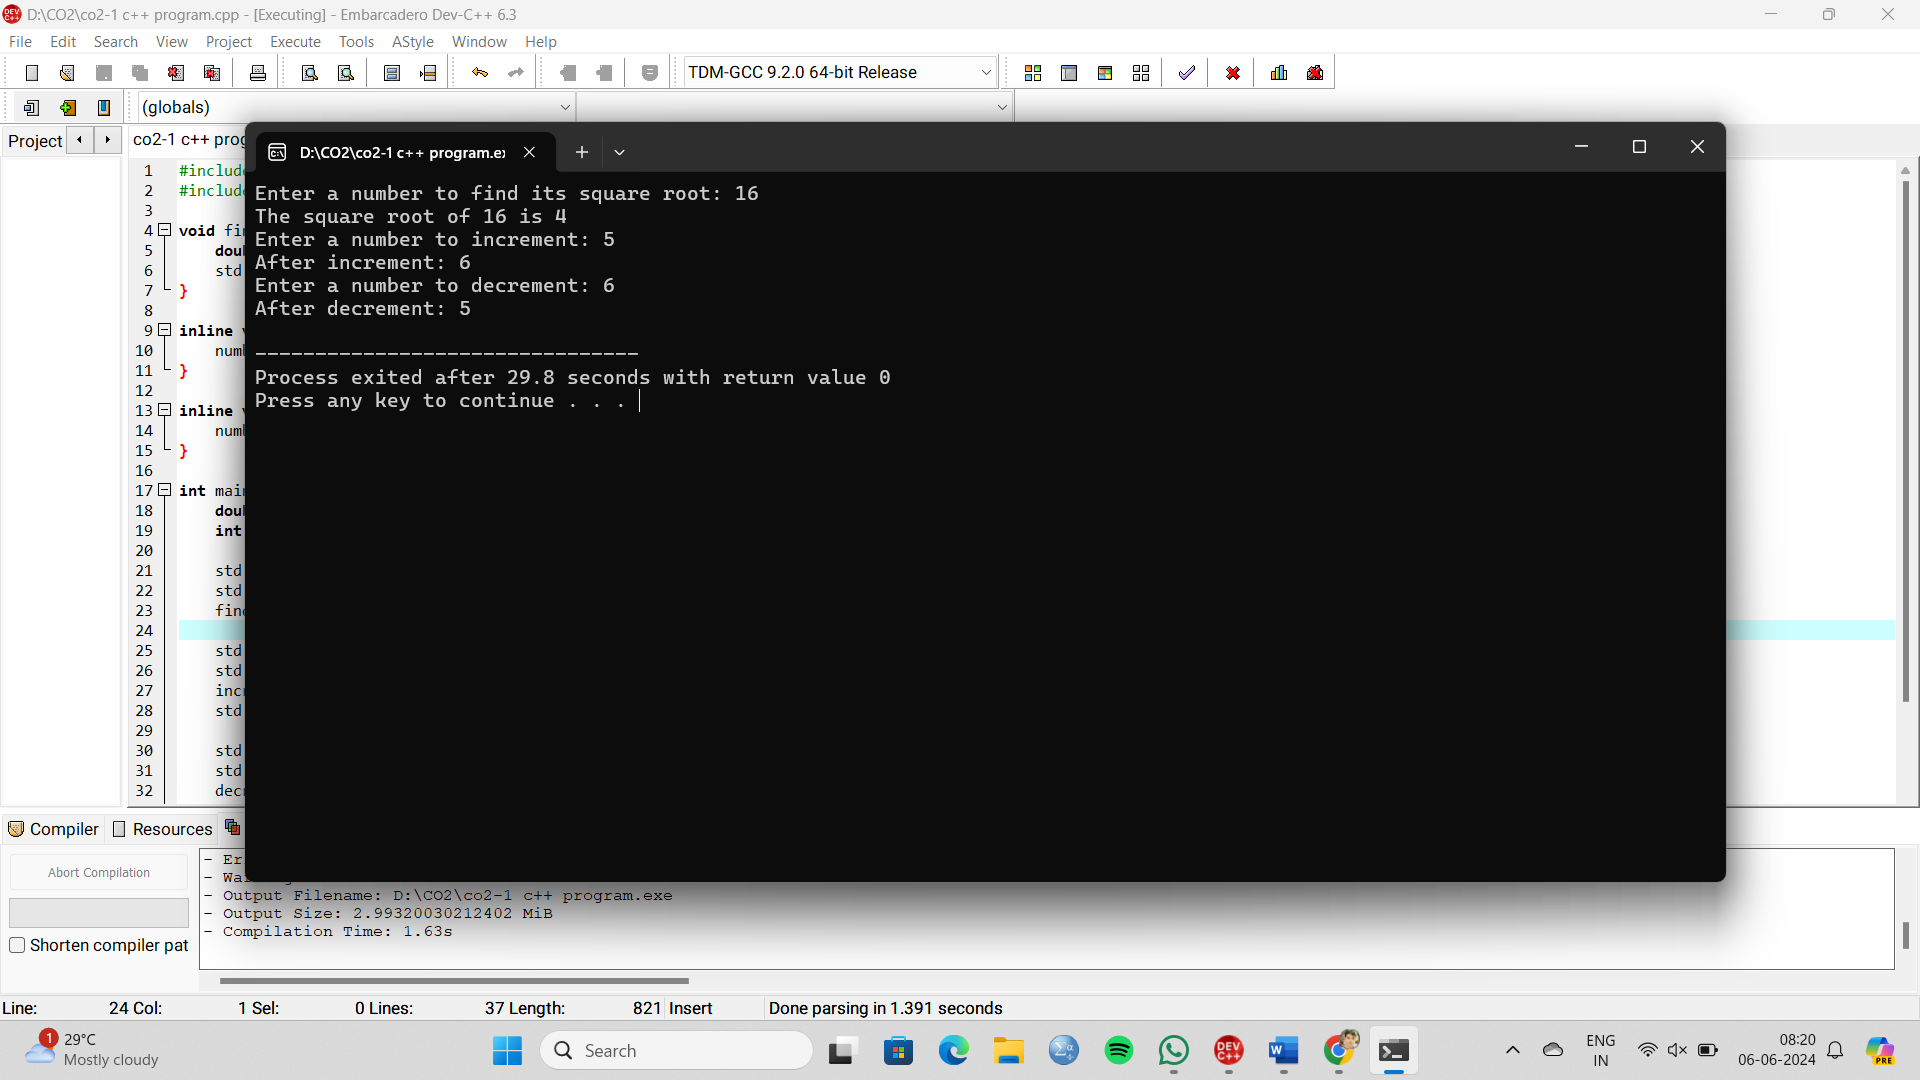 D:\CO2\co2-1 c++ program.cpp - [Executing] - Embarcadero Dev-C++ 6.3
File Edit Search View Project Execute Tools AStyle Window Help
TDM-GCC 9.2.0 64-bit Release
(globals)
Project
co2-1 c++ prog
D:\CO2\co2-1 c++ program.e
Enter a number to find its square root: 16
The square root of 16 is 4
Enter a number to increment: 5
After increment: 6
Enter a number to decrement: 6
After decrement: 5
--------------------------------
Process exited after 29.8 seconds with return value 0
Press any key to continue . . .
1 #includ
2 #includ
3
4 void fi
5 dou
6 std
7 }
8
9 inline
10 num
11 }
12
13 inline
14 num
15 }
16
17 int mai
18 dou
19 int
20
21 std
22 std
23 fin
24
25 std
26 std
27 inc
28 std
29
30 std
31 std
32 dec
Compiler Resources
Abort Compilation
Shorten compiler pat
- Er
- Wa
- Output Filename: D:\CO2\co2-1 c++ program.exe
- Output Size: 2.99320030212402 MiB
- Compilation Time: 1.63s
Line: 24 Col: 1 Sel: 0 Lines: 37 Length: 821 Insert Done parsing in 1.391 seconds
1
29°C
Mostly cloudy
Search
DEV C++
W
PRE
ENG
IN
08:20
06-06-2024